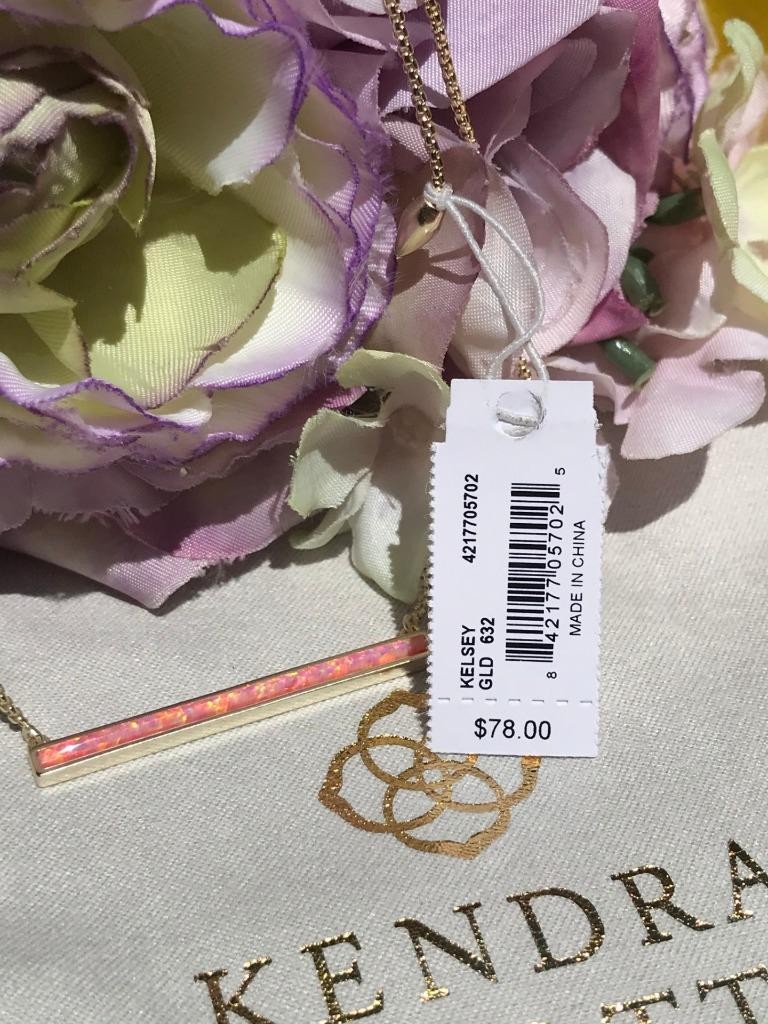 4217705702
KELSEY
GLD 632
8 42177 05702 5
MADE IN CHINA
$78.00
KENDRA